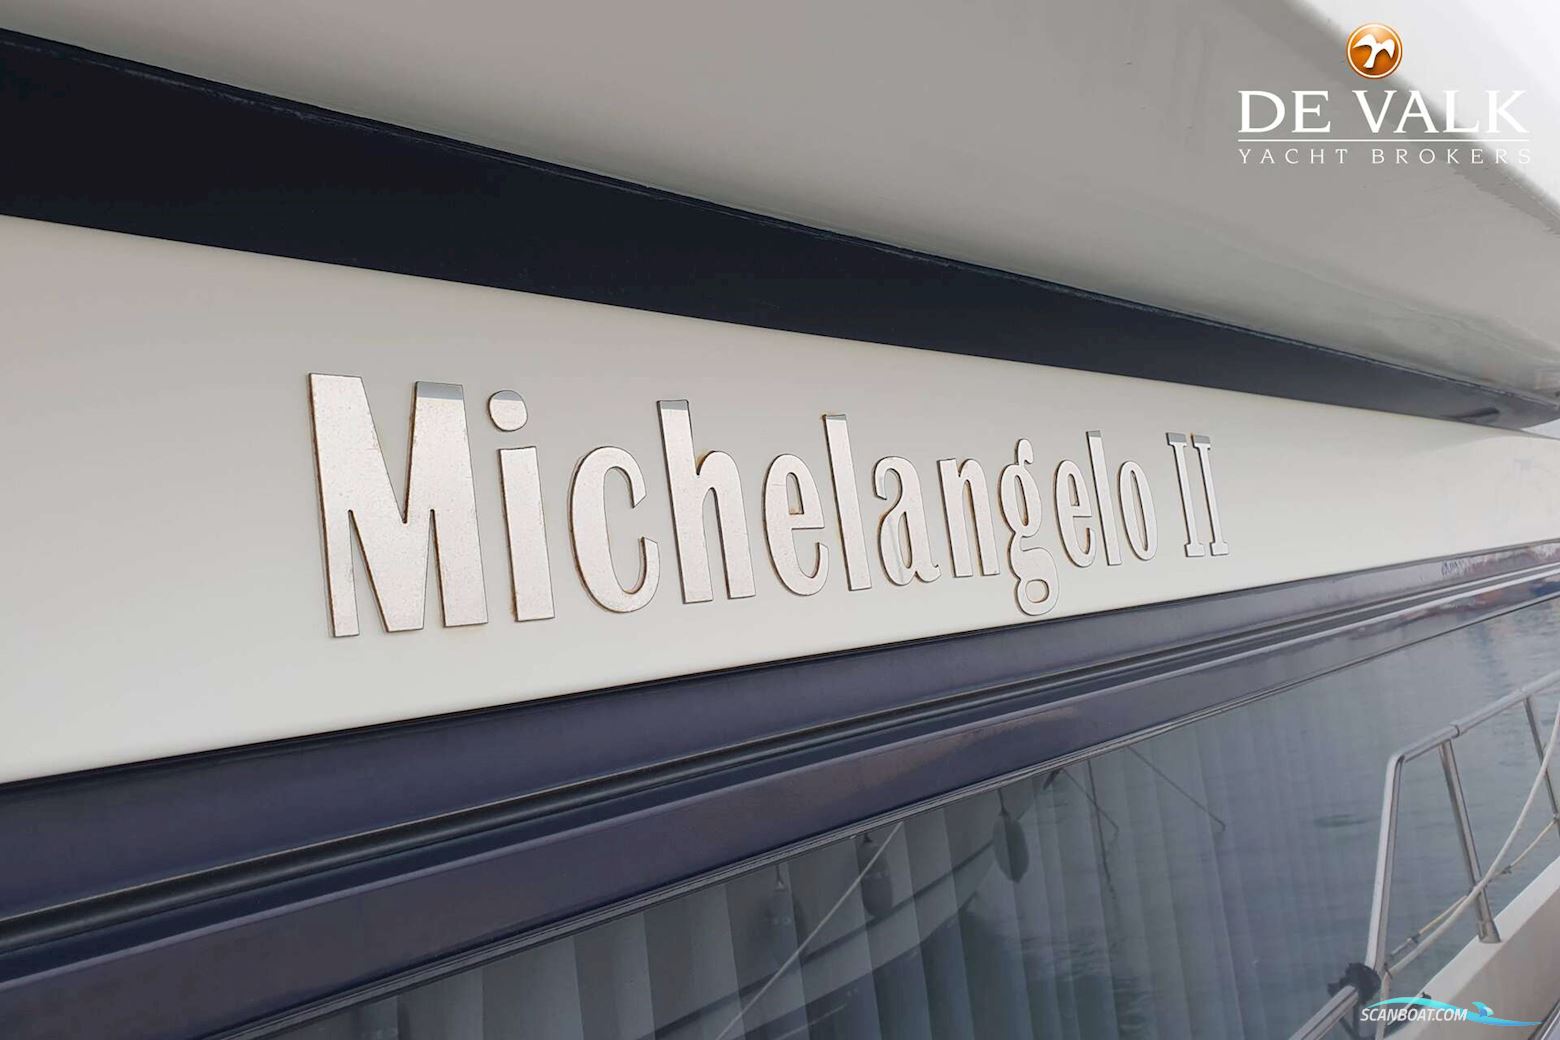 DE VALK
YACHT BROKERS
Michelangelo II
SCANBOAT.COM